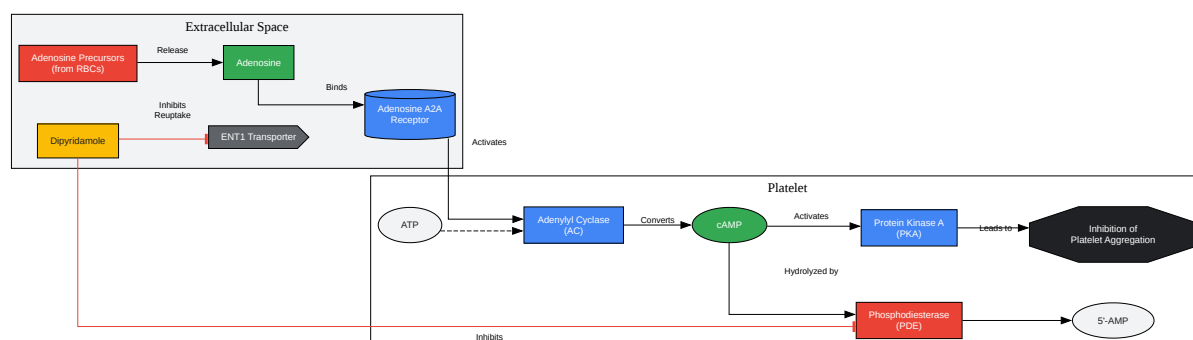 Extracellular Space
Adenosine Precursors
(from RBCs)
Release
Adenosine
Binds
Adenosine A2A
Receptor
Inhibits
Reuptake
Dipyridamole
ENT1 Transporter
Activates
Platelet
ATP
Adenylyl Cyclase
(AC)
Converts
cAMP
Activates
Protein Kinase A
(PKA)
Leads to
Inhibition of
Platelet Aggregation
Hydrolyzed by
Phosphodiesterase
(PDE)
5'-AMP
Inhibits